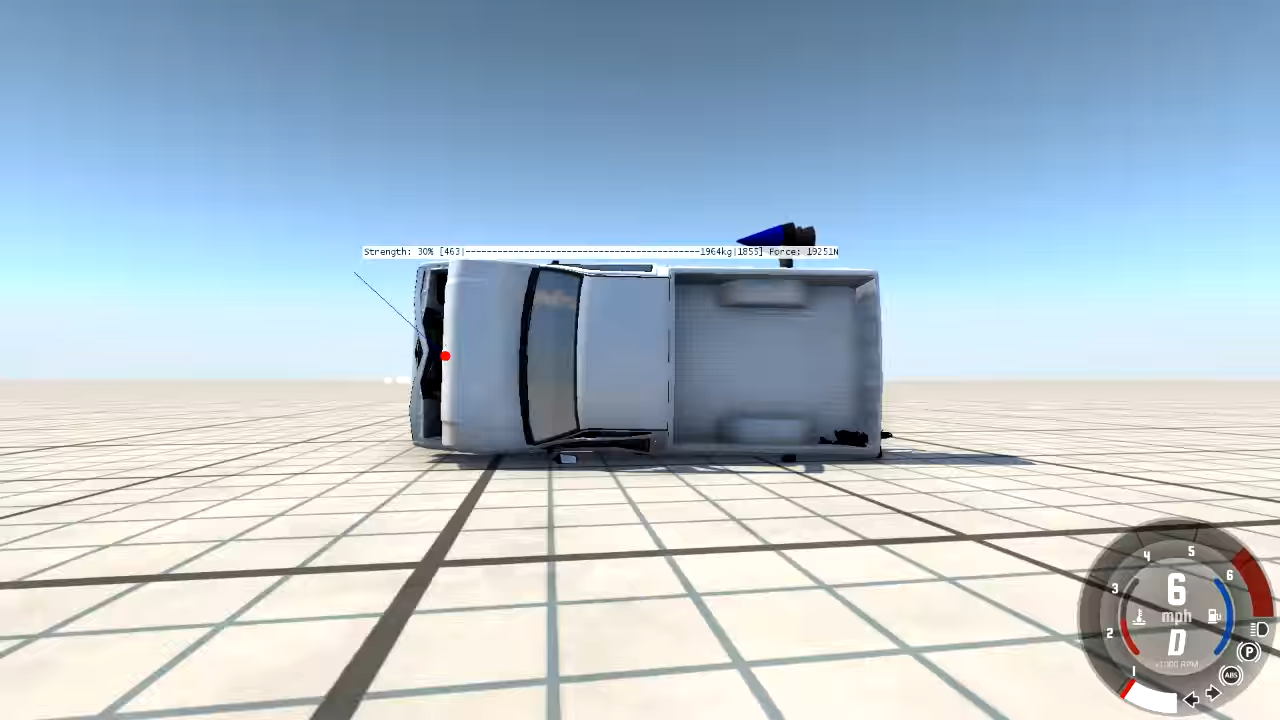 Strength: 30% [463|------------------------------------------1964kg|1855] Force: 19251N
4 5
3 6
6
mph
2
D
x1000 RPM
P
1
ABS